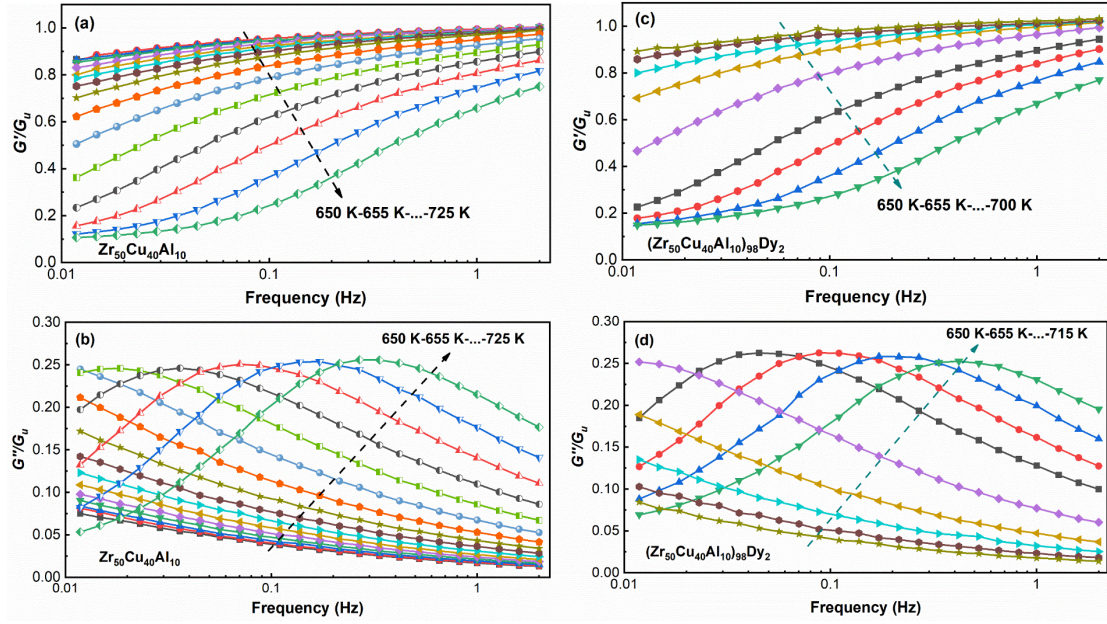 (a)
G'/Gu
1.0
0.8
0.6
0.4
0.2
0.0
650 K-655 K-...-725 K
Zr50Cu40Al10
0.01 0.1 1
Frequency (Hz)
(c)
G'/Gu
1.0
0.8
0.6
0.4
0.2
0.0
650 K-655 K-...-700 K
(Zr50Cu40Al10)98Dy2
0.01 0.1 1
Frequency (Hz)
(b)
G''/Gu
0.30
0.25
0.20
0.15
0.10
0.05
0.00
650 K-655 K-...-725 K
Zr50Cu40Al10
0.01 0.1 1
Frequency (Hz)
(d)
G''/Gu
0.30
0.25
0.20
0.15
0.10
0.05
0.00
650 K-655 K-...-715 K
(Zr50Cu40Al10)98Dy2
0.01 0.1 1
Frequency (Hz)